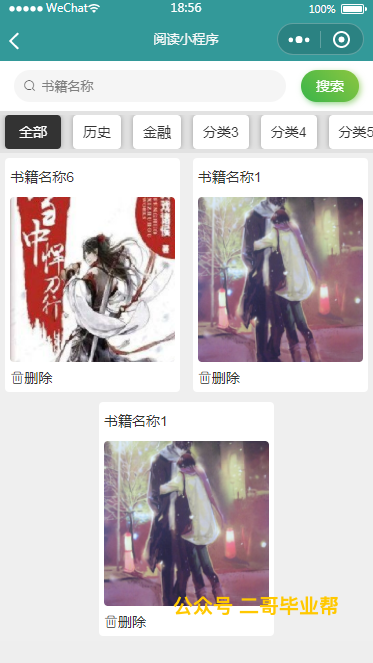 WeChat 18:56 100%
阅读小程序
书籍名称 搜索
全部 历史 金融 分类3 分类4 分类5
书籍名称6 书籍名称1
中
悍刀行
删除 删除
书籍名称1
公众号 二哥毕业帮
删除